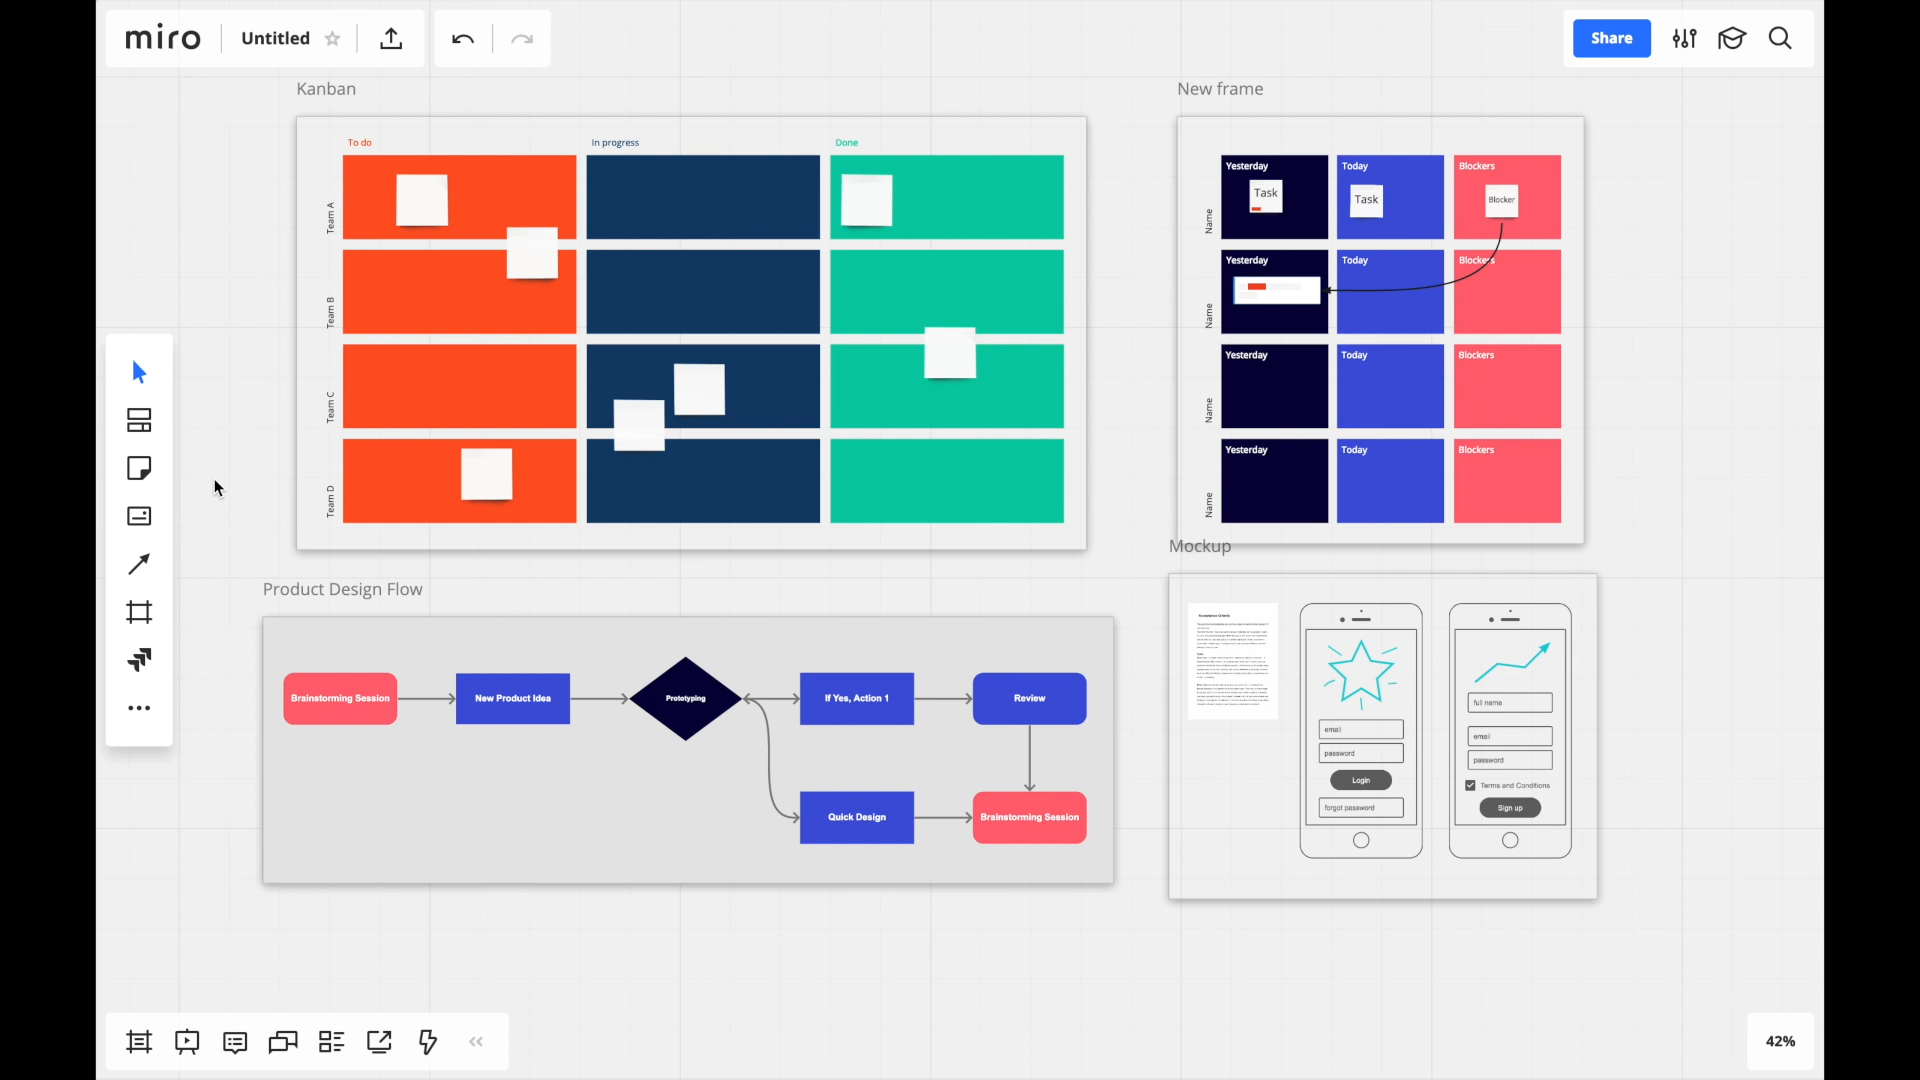 miro
Untitled
Share
Kanban
New frame
To do
In progress
Done
Team A
Team B
Team C
Team D
Yesterday
Today
Blockers
Task
Task
Blocker
Name
Yesterday
Today
Blockers
Name
Yesterday
Today
Blockers
Name
Yesterday
Today
Blockers
Name
Mockup
Product Design Flow
Brainstorming Session
New Product Idea
Prototyping
If Yes, Action 1
Review
Quick Design
Brainstorming Session
Acceptance Criteria
email
password
Login
forgot password
full name
email
password
Terms and Conditions
Sign up
42%